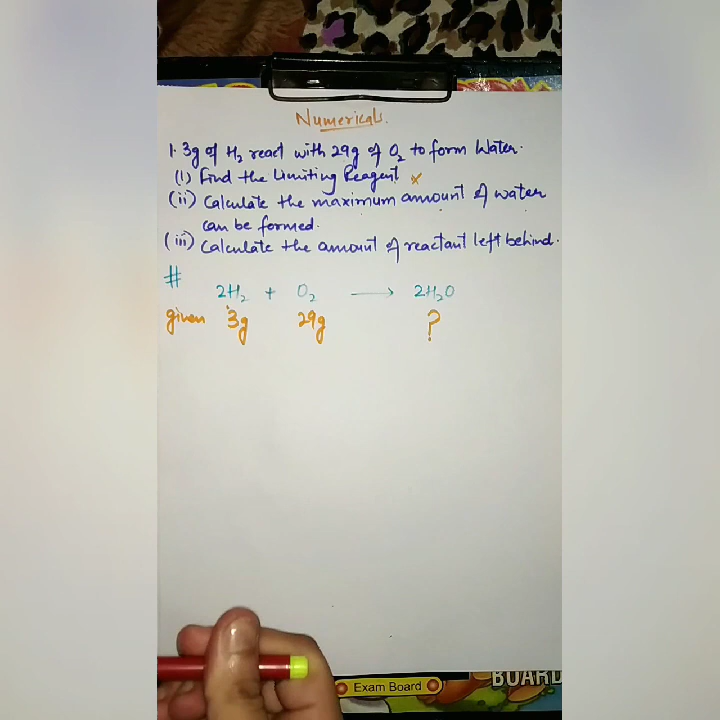 Numericals.
1. 3g of H₂ react with 29g of O₂ to form Water.
(i) Find the Limiting Reagent ×
(ii) Calculate the maximum amount of water
can be formed.
(iii) Calculate the amount of reactant left behind.
#
2H₂ + O₂ → 2H₂O
given 3g 29g ?
BOARD
Exam Board